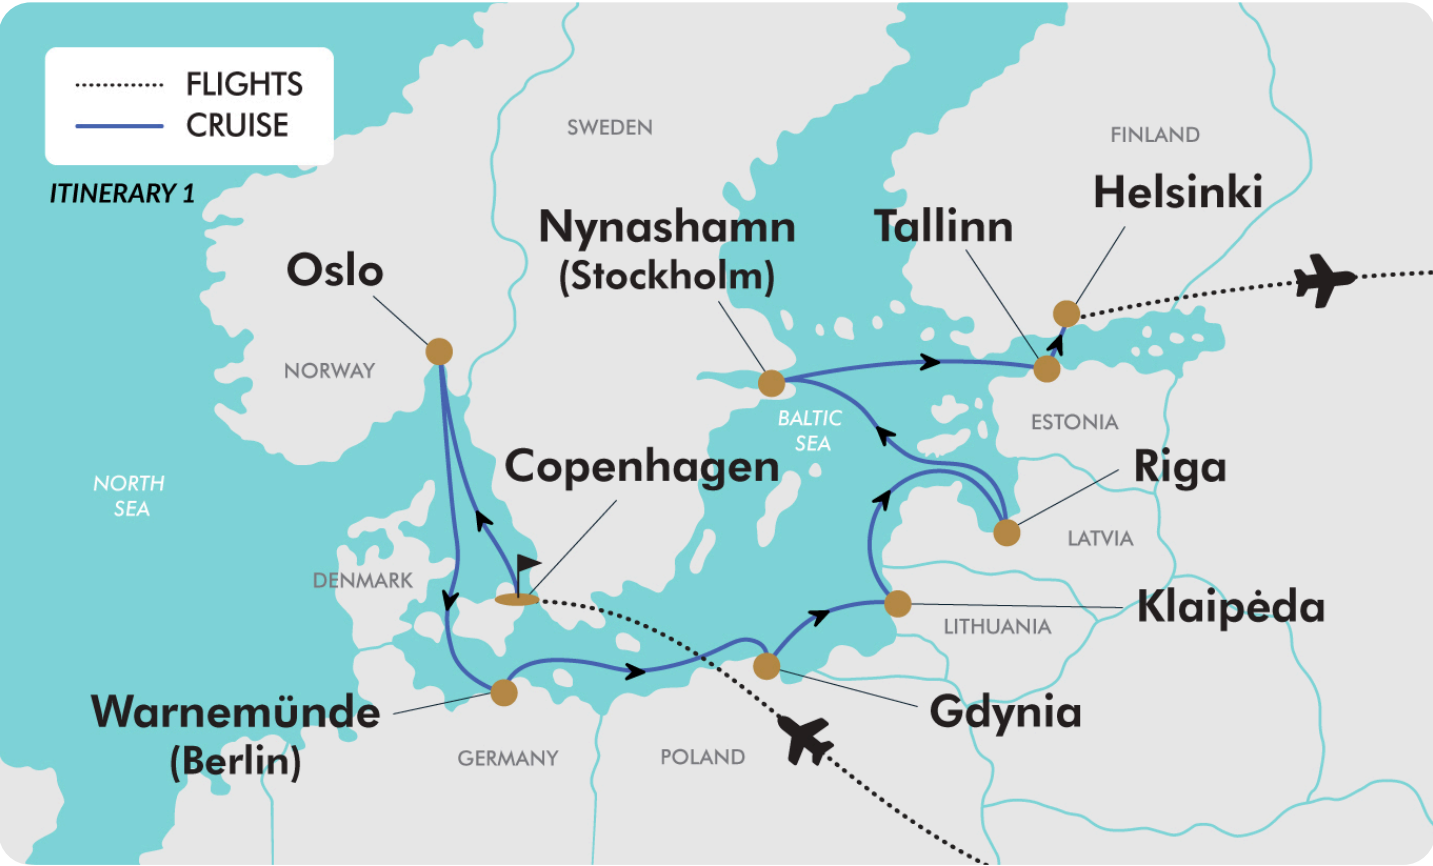 FLIGHTS
CRUISE
ITINERARY 1
SWEDEN
FINLAND
Helsinki
Nynashamn
(Stockholm)
Tallinn
Oslo
NORWAY
BALTIC
SEA
ESTONIA
Copenhagen
Riga
NORTH
SEA
LATVIA
DENMARK
Klaipėda
LITHUANIA
Warnemünde
(Berlin)
Gdynia
GERMANY
POLAND